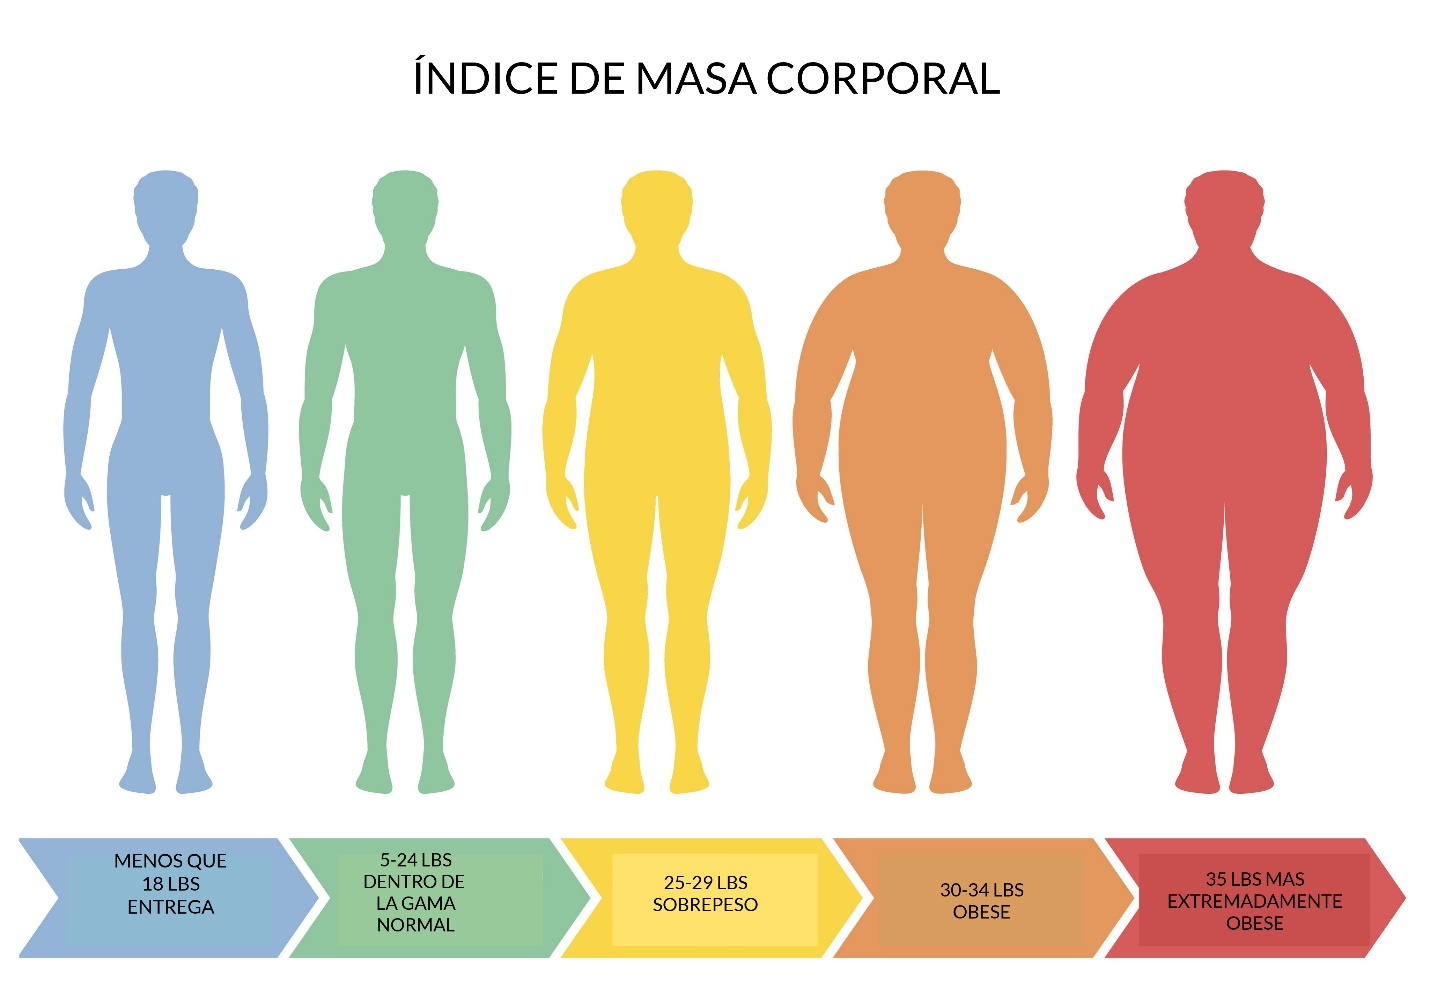 ÍNDICE DE MASA CORPORAL
MENOS QUE
18 LBS
ENTREGA
5-24 LBS
DENTRO DE
LA GAMA
NORMAL
25-29 LBS
SOBREPESO
30-34 LBS
OBESE
35 LBS MAS
EXTREMADAMENTE
OBESE